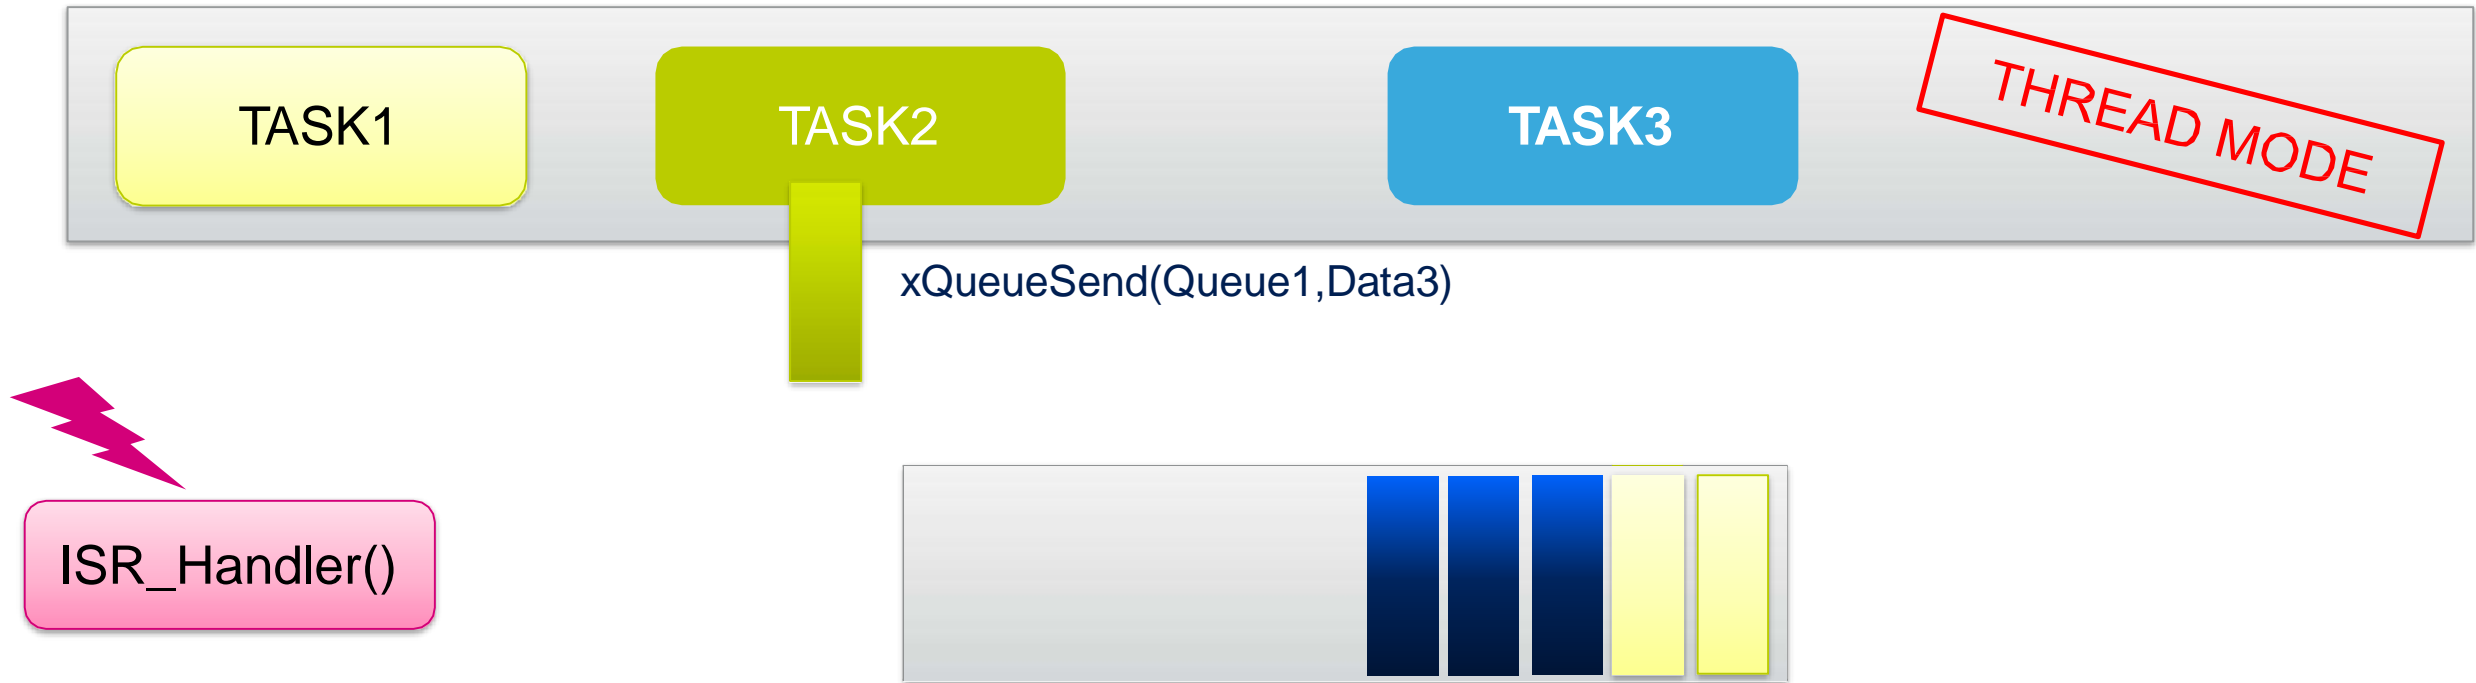 TASK1
TASK2
TASK3
THREAD MODE
xQueueSend(Queue1,Data3)
ISR_Handler()